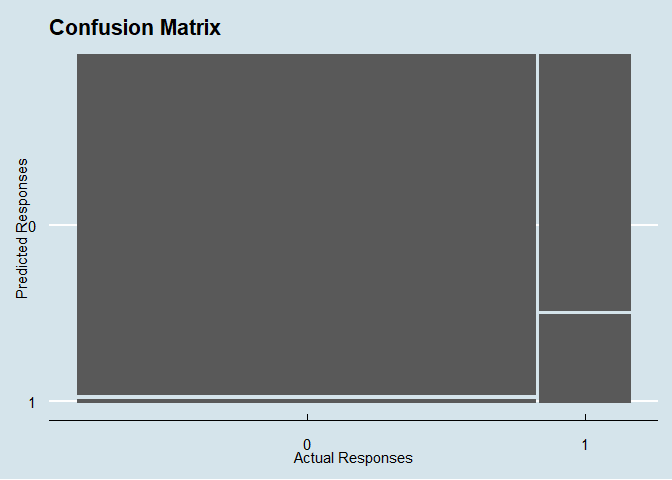 Confusion Matrix
Predicted Responses
0
1
0
1
Actual Responses